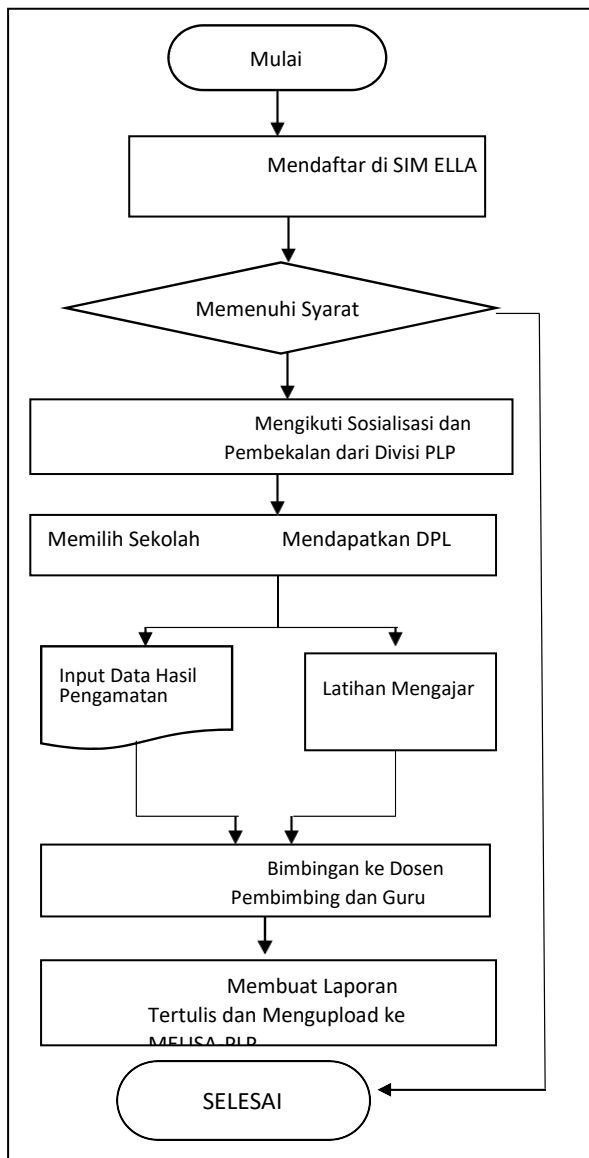 Mulai
Mendaftar di SIM ELLA
Memenuhi Syarat
Mengikuti Sosialisasi dan
Pembekalan dari Divisi PLP
Memilih Sekolah Mendapatkan DPL
Input Data Hasil
Pengamatan
Latihan Mengajar
Bimbingan ke Dosen
Pembimbing dan Guru
Membuat Laporan
Tertulis dan Mengupload ke
PLP
SELESAI